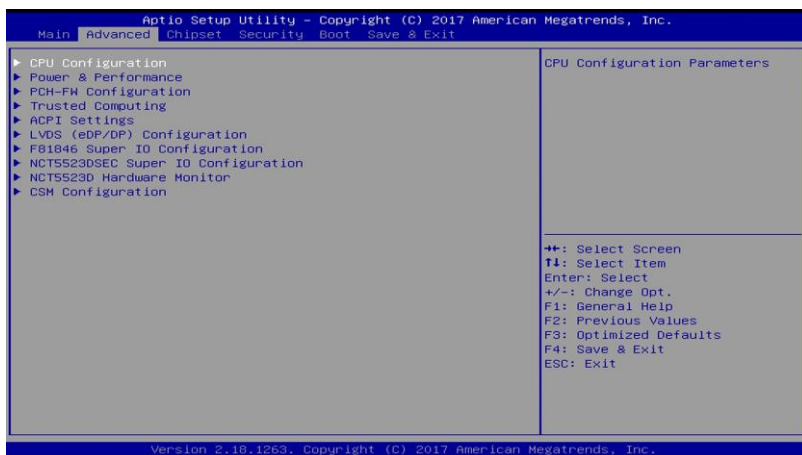 Aptio Setup Utility – Copyright (C) 2017 American Megatrends, Inc.
Main Advanced Chipset Security Boot Save & Exit
▶ CPU Configuration
▶ Power & Performance
▶ PCH-FW Configuration
▶ Trusted Computing
▶ ACPI Settings
▶ LVDS (eDP/DP) Configuration
▶ F81846 Super IO Configuration
▶ NCT5523DSEC Super IO Configuration
▶ NCT5523D Hardware Monitor
▶ CSM Configuration
CPU Configuration Parameters
→←: Select Screen
↑↓: Select Item
Enter: Select
+/-: Change Opt.
F1: General Help
F2: Previous Values
F3: Optimized Defaults
F4: Save & Exit
ESC: Exit
Version 2.18.1263. Copyright (C) 2017 American Megatrends, Inc.